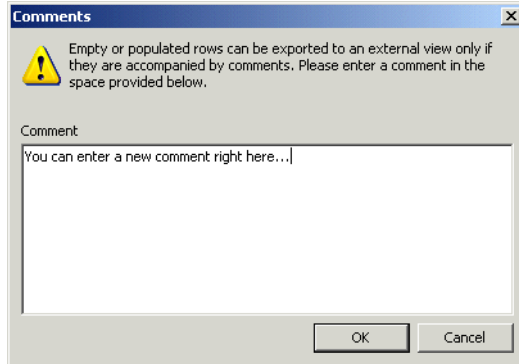 Comments
Empty or populated rows can be exported to an external view only if
they are accompanied by comments. Please enter a comment in the
space provided below.
Comment
You can enter a new comment right here...
OK
Cancel